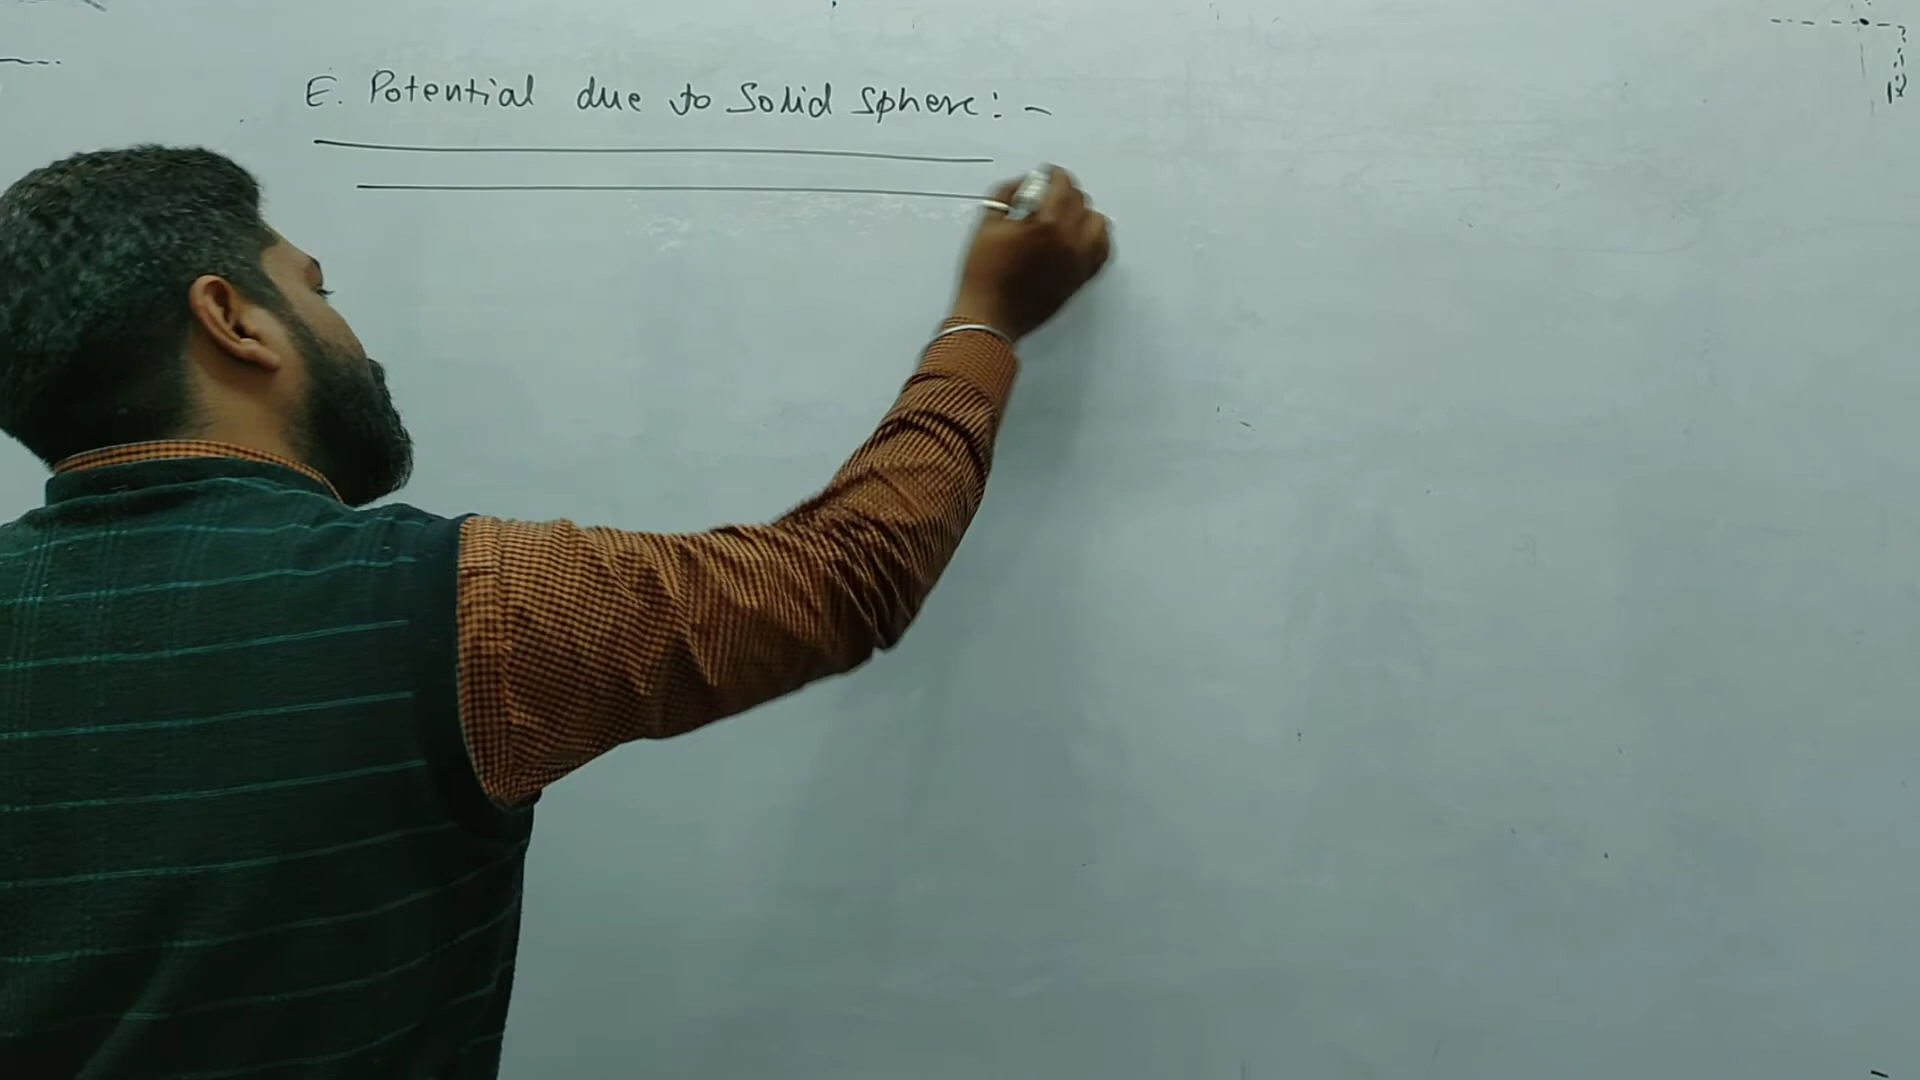 E. Potential due to Solid Sphere:-